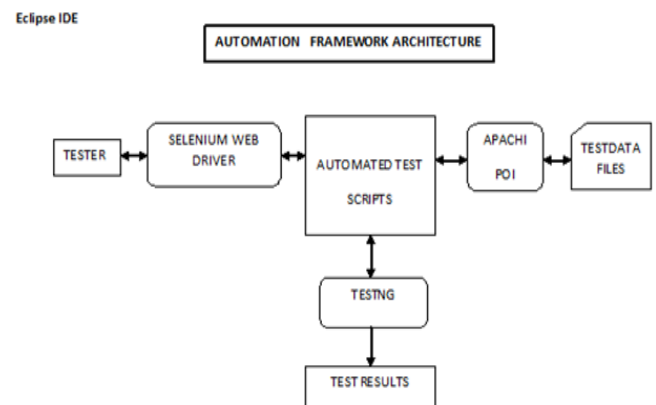 Eclipse IDE
AUTOMATION FRAMEWORK ARCHITECTURE
TESTER
SELENIUM WEB
DRIVER
AUTOMATED TEST
SCRIPTS
APACHI
POI
TESTDATA
FILES
TESTNG
TEST RESULTS